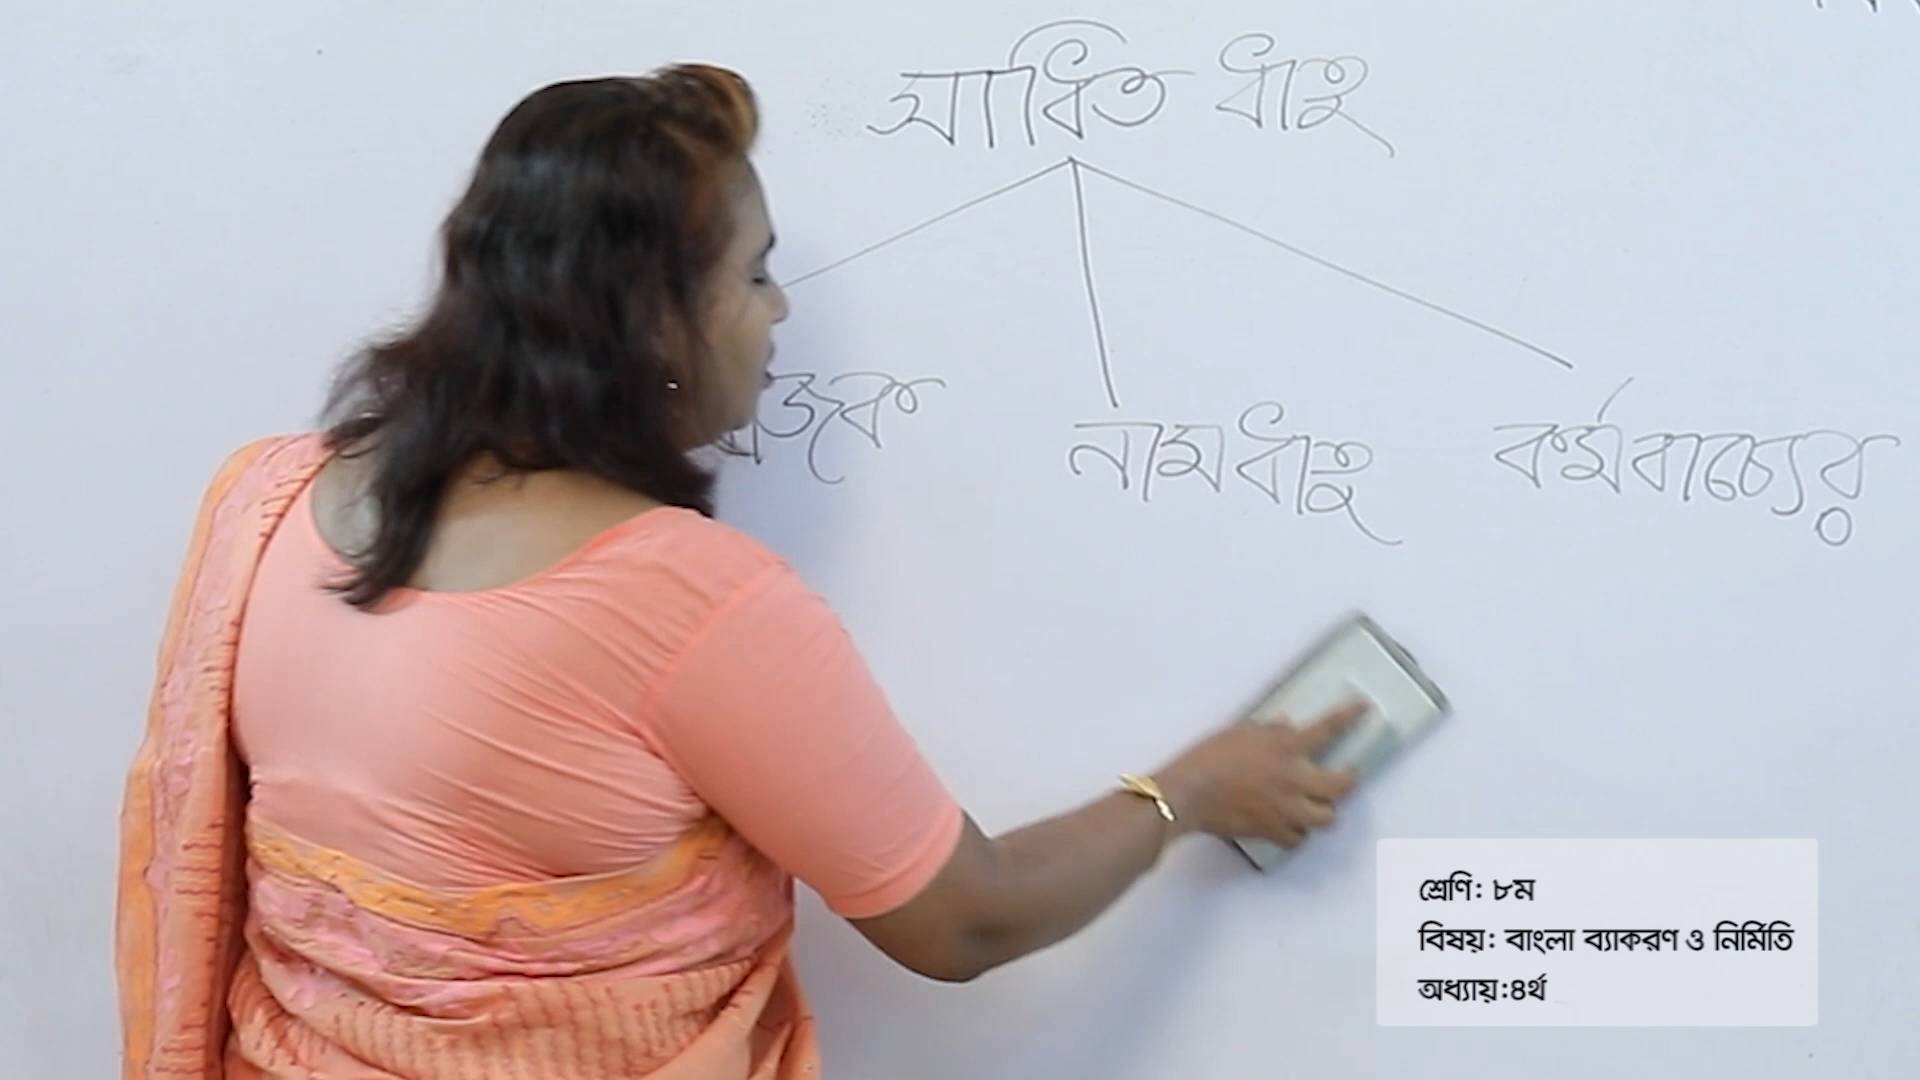 সাধিত ধাতু
নামধাতু কর্মবাচ্যের
শ্রেণি: ৮ম
বিষয়: বাংলা ব্যাকরণ ও নির্মিতি
অধ্যায়:৪র্থ